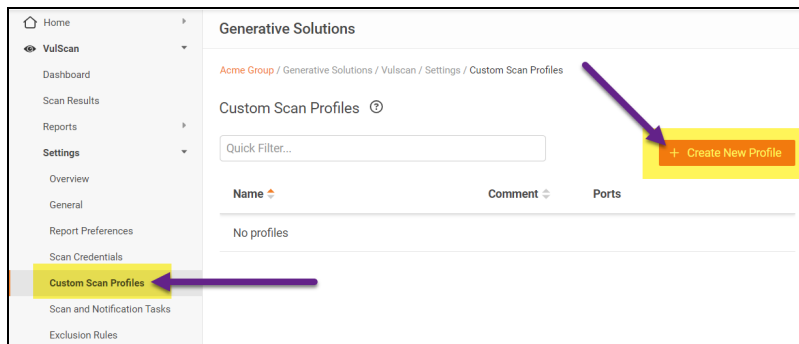 Home
VulScan
Dashboard
Scan Results
Reports
Settings
Overview
General
Report Preferences
Scan Credentials
Custom Scan Profiles
Scan and Notification Tasks
Exclusion Rules
Generative Solutions
Acme Group / Generative Solutions / Vulscan / Settings / Custom Scan Profiles
Custom Scan Profiles ?
Quick Filter...
+ Create New Profile
Name Comment Ports
No profiles